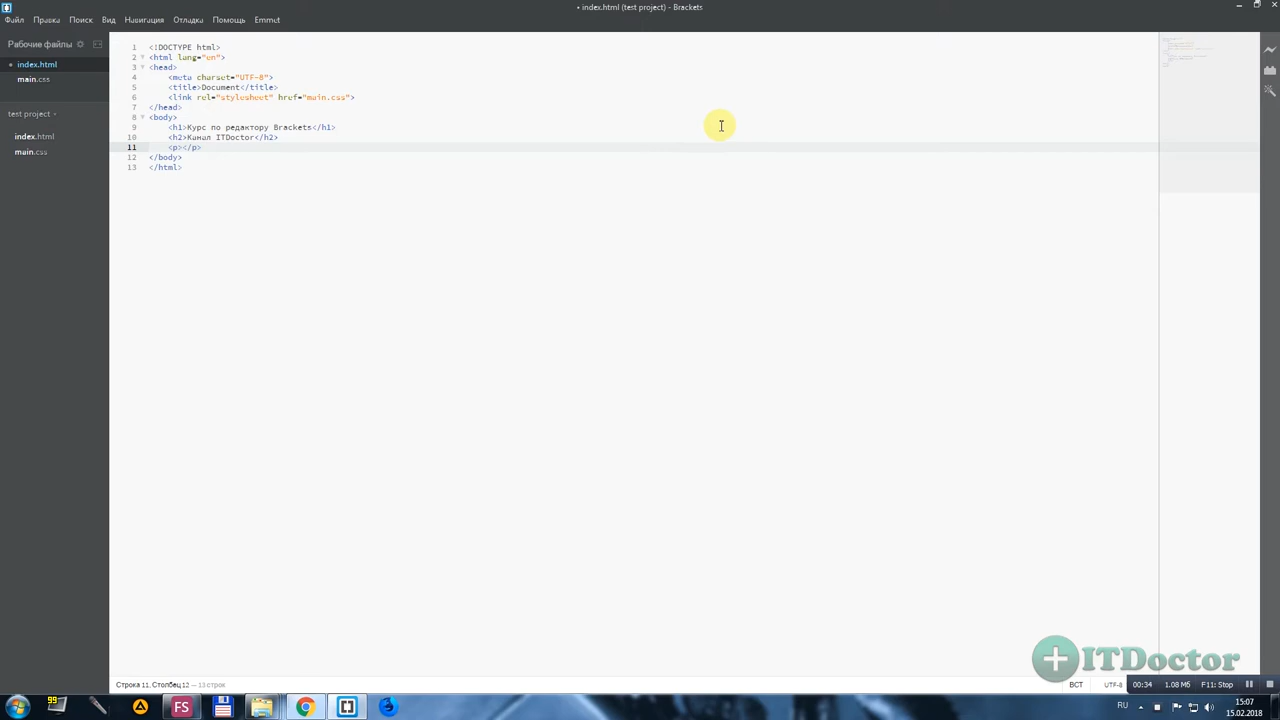 • index.html (test project) - Brackets
Файл Правка Поиск Вид Навигация Отладка Помощь Emmet
Рабочие файлы
• index.html
main.css
test project
index.html
main.css
1 <!DOCTYPE html>
2 <html lang="en">
3 <head>
4 <meta charset="UTF-8">
5 <title>Document</title>
6 <link rel="stylesheet" href="main.css">
7 </head>
8 <body>
9 <h1>Курс по редактору Brackets</h1>
10 <h2>Канал ITDoctor</h2>
11 <p></p>
12 </body>
13 </html>
ITDoctor
Строка 11, Столбец 12 — 13 строк
ВСТ UTF-8 00:34 1.08 Мб F11: Stop
99 FS RU 15:07
15.02.2018